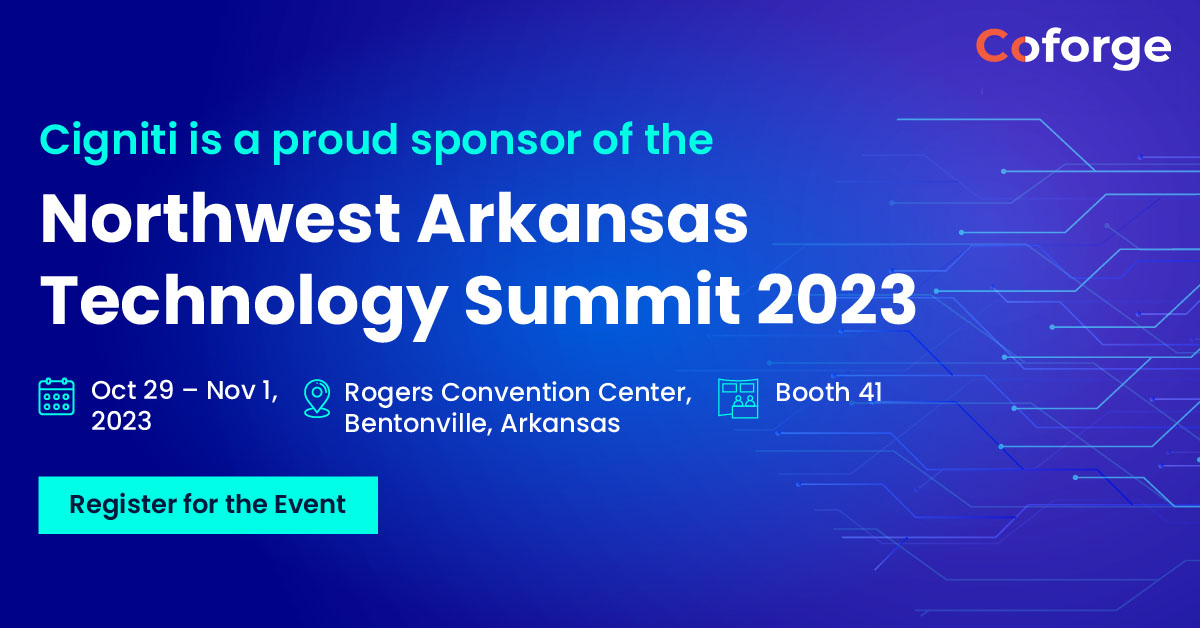 Coforge
Cigniti is a proud sponsor of the
Northwest Arkansas
Technology Summit 2023
Oct 29 – Nov 1,
2023
Rogers Convention Center,
Bentonville, Arkansas
Booth 41
Register for the Event